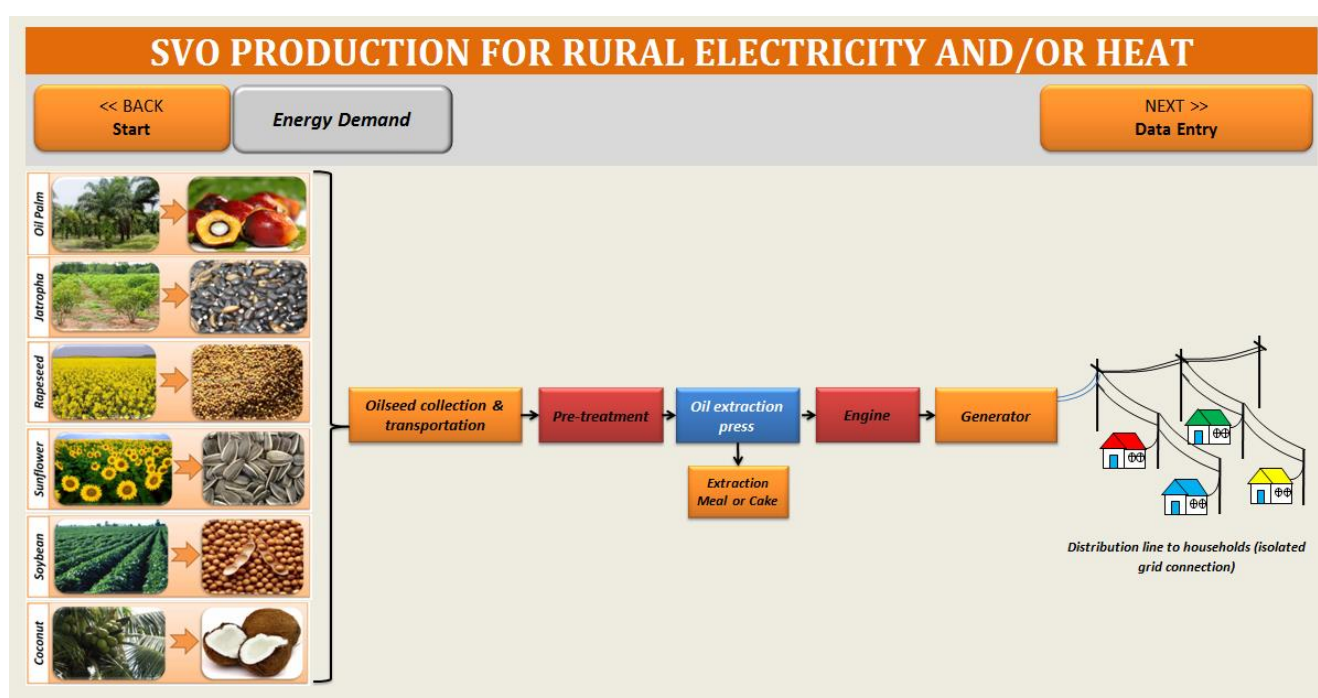 SVO PRODUCTION FOR RURAL ELECTRICITY AND/OR HEAT
<< BACK
Start
Energy Demand
NEXT >>
Data Entry
Oil Palm
Jatropha
Rapeseed
Sunflower
Soybean
Coconut
Oilseed collection &
transportation
Pre-treatment
Oil extraction
press
Engine
Generator
Extraction
Meal or Cake
Distribution line to households (isolated
grid connection)